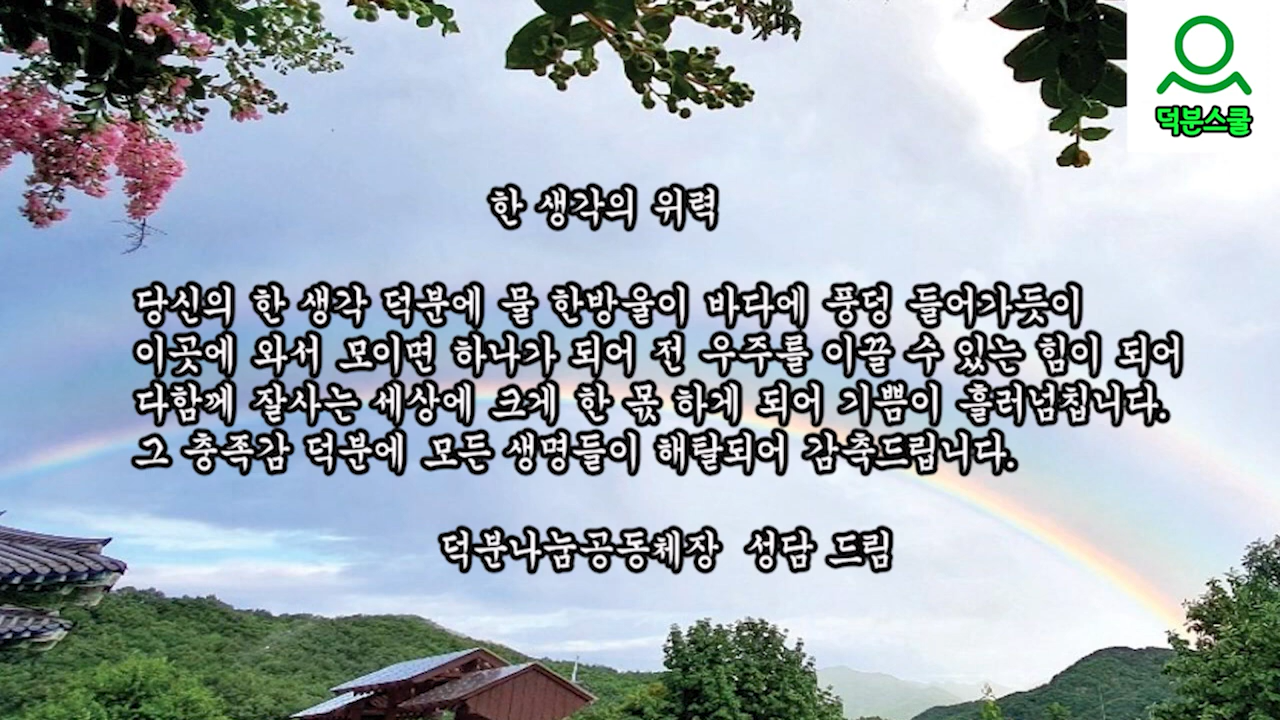 덕분스쿨
한 생각의 위력
당신의 한 생각 덕분에 물 한방울이 바다에 풍덩 들어가듯이
이곳에 와서 모이면 하나가 되어 전 우주를 이끌 수 있는 힘이 되어
다함께 잘사는 세상에 크게 한 몫 하게 되어 기쁨이 흘러넘칩니다.
그 충족감 덕분에 모든 생명들이 해탈되어 감축드립니다.
덕분나눔공동체장 성담 드림